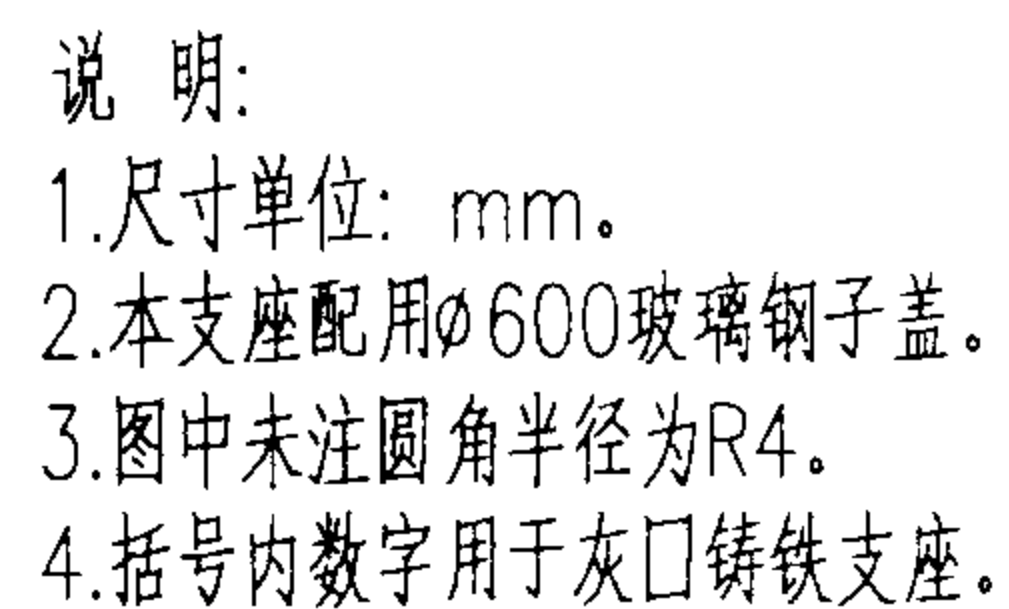 说 明:
1.尺寸单位: mm。
2.本支座配用ø600玻璃钢子盖。
3.图中未注圆角半径为R4。
4.括号内数字用于灰口铸铁支座。